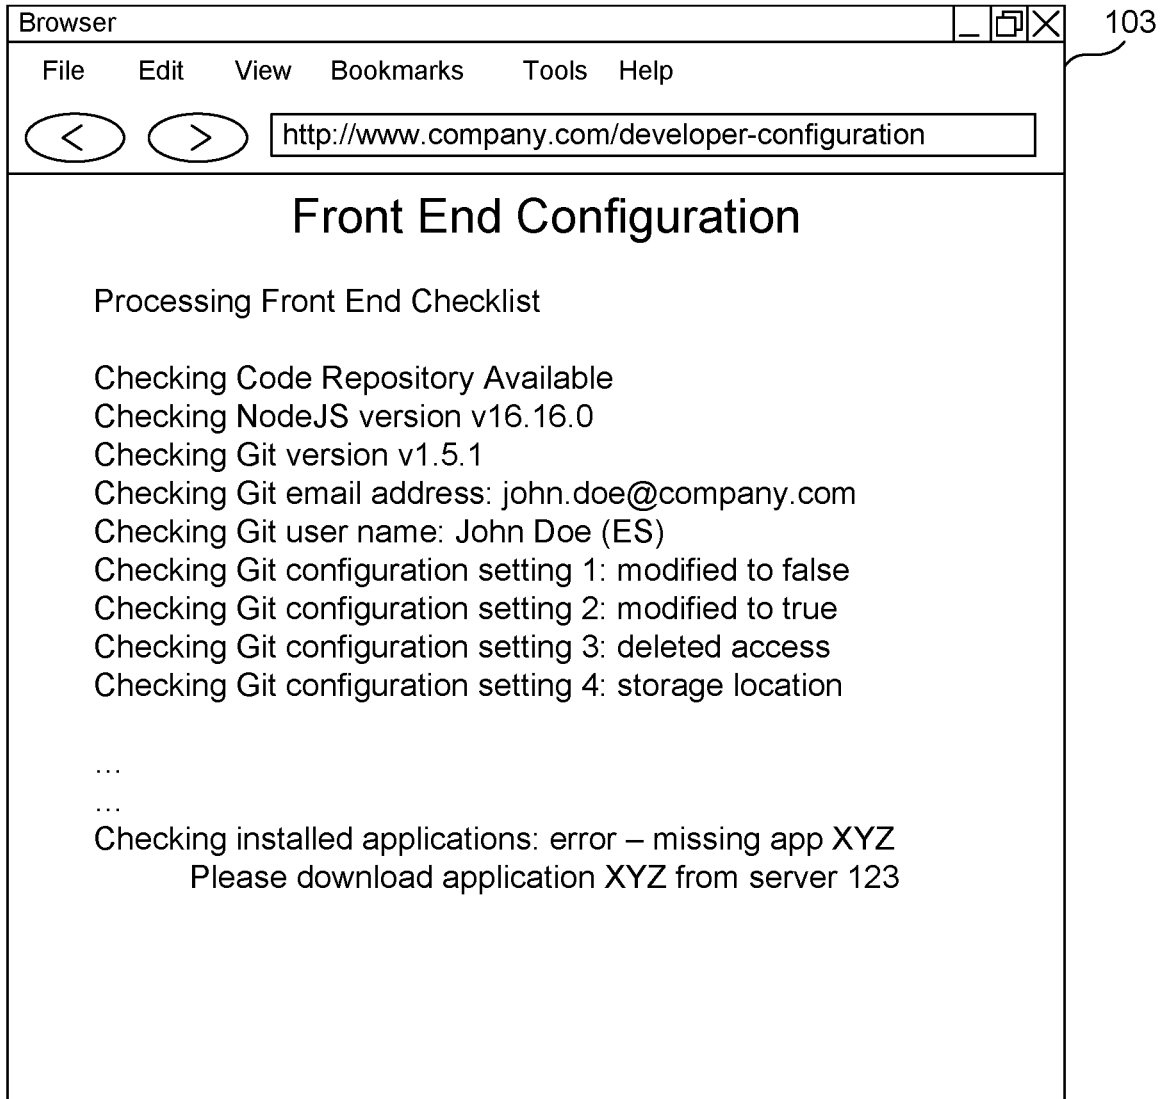 Browser
103
File Edit View Bookmarks Tools Help
< >
http://www.company.com/developer-configuration
Front End Configuration
Processing Front End Checklist
Checking Code Repository Available
Checking NodeJS version v16.16.0
Checking Git version v1.5.1
Checking Git email address: john.doe@company.com
Checking Git user name: John Doe (ES)
Checking Git configuration setting 1: modified to false
Checking Git configuration setting 2: modified to true
Checking Git configuration setting 3: deleted access
Checking Git configuration setting 4: storage location
...
...
Checking installed applications: error – missing app XYZ
Please download application XYZ from server 123